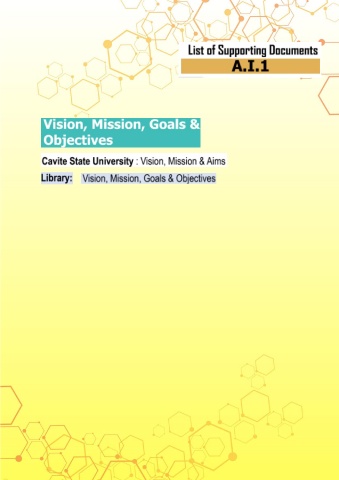 List of Supporting Documents
A.I.1
Vision, Mission, Goals &
Objectives
Cavite State University : Vision, Mission & Aims
Library: Vision, Mission, Goals & Objectives